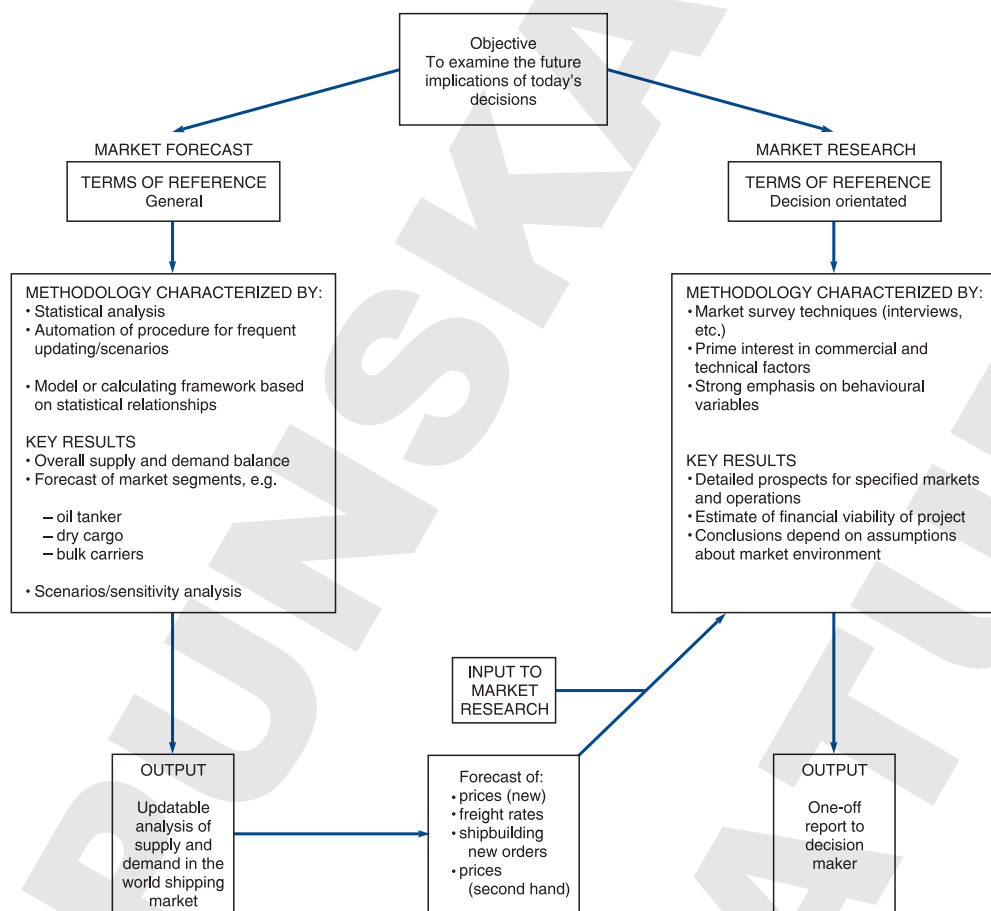 Objective
To examine the future
implications of today's
decisions
MARKET FORECAST
TERMS OF REFERENCE
General
METHODOLOGY CHARACTERIZED BY:
• Statistical analysis
• Automation of procedure for frequent
updating/scenarios
• Model or calculating framework based
on statistical relationships
KEY RESULTS
• Overall supply and demand balance
• Forecast of market segments, e.g.
– oil tanker
– dry cargo
– bulk carriers
• Scenarios/sensitivity analysis
OUTPUT
Updatable
analysis of
supply and
demand in the
world shipping
market
INPUT TO
MARKET
RESEARCH
Forecast of:
• prices (new)
• freight rates
• shipbuilding
new orders
• prices
(second hand)
MARKET RESEARCH
TERMS OF REFERENCE
Decision orientated
METHODOLOGY CHARACTERIZED BY:
• Market survey techniques (interviews,
etc.)
• Prime interest in commercial and
technical factors
• Strong emphasis on behavioural
variables
KEY RESULTS
• Detailed prospects for specified markets
and operations
• Estimate of financial viability of project
• Conclusions depend on assumptions
about market environment
OUTPUT
One-off
report to
decision
maker